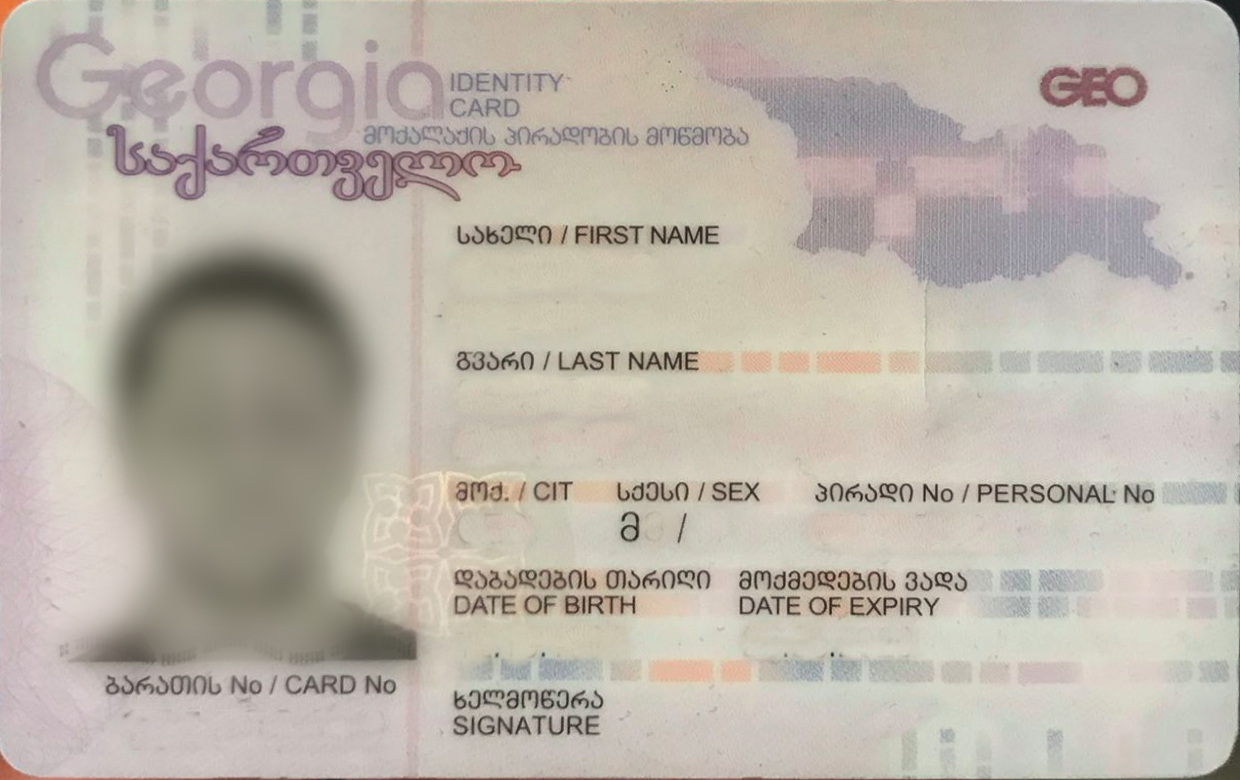 Georgia IDENTITY
CARD
მოქალაქის პირადობის მოწმობა
საქართველო
GEO
სახელი / FIRST NAME
გვარი / LAST NAME
მოქ. / CIT სქესი / SEX პირადი No / PERSONAL No
მ /
დაბადების თარიღი მოქმედების ვადა
DATE OF BIRTH DATE OF EXPIRY
ბარათის No / CARD No
ხელმოწერა
SIGNATURE